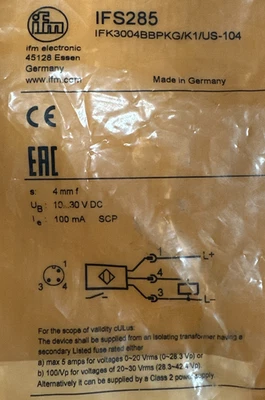 ifm
IFS285
IFK3004BBPKG/K1/US-104
ifm electronic
45128 Essen
Germany
www.ifm.com
Made in Germany
CE
EAC
s: 4 mm f
UB: 10...30 V DC
Ie: 100 mA SCP
1 L+
4
3 L-
1
3 4
For the scope of validity cULus:
The device shall be supplied from an isolating transformer having a
secondary Listed fuse rated either
a) max 5 amps for voltages 0~20 Vrms (0~28.3 Vp) or
b) 100/Vp for voltages of 20~30 Vrms (28.3~42.4 Vp)
Alternatively it can be supplied by a Class 2 power supply